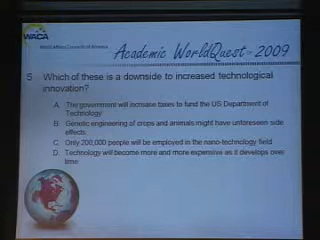 WACA
World Affairs Councils of America
Academic WorldQuest 2009
5 Which of these is a downside to increased technological
innovation?
A. The government will increase taxes to fund the US Department of
Technology
B. Genetic engineering of crops and animals might have unforeseen side
effects
C. Only 200,000 people will be employed in the nano-technology field
D. Technology will become more and more expensive as it develops over
time